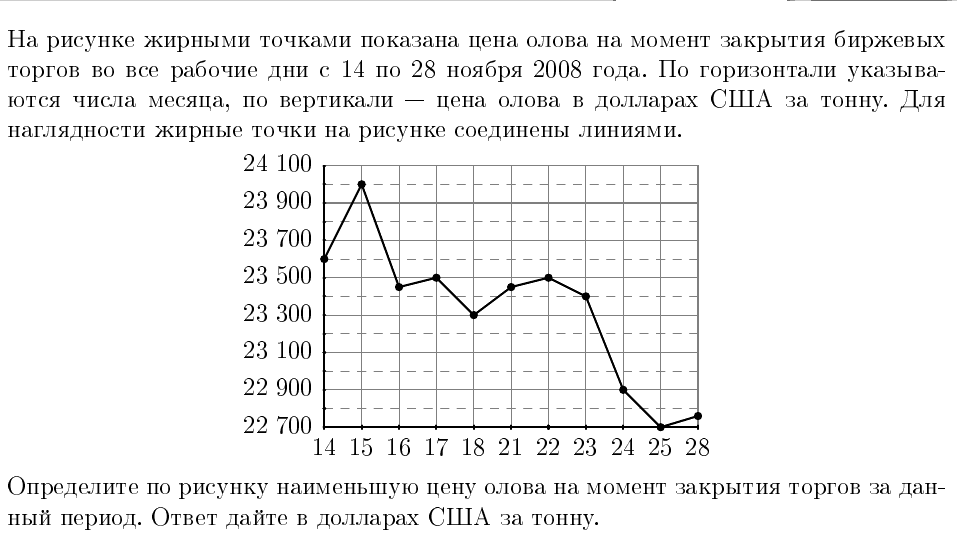 На рисунке жирными точками показана цена олова на момент закрытия биржевых
торгов во все рабочие дни с 14 по 28 ноября 2008 года. По горизонтали указыва-
ются числа месяца, по вертикали — цена олова в долларах США за тонну. Для
наглядности жирные точки на рисунке соединены линиями.
24 100
23 900
23 700
23 500
23 300
23 100
22 900
22 700
14 15 16 17 18 21 22 23 24 25 28
Определите по рисунку наименьшую цену олова на момент закрытия торгов за дан-
ный период. Ответ дайте в долларах США за тонну.